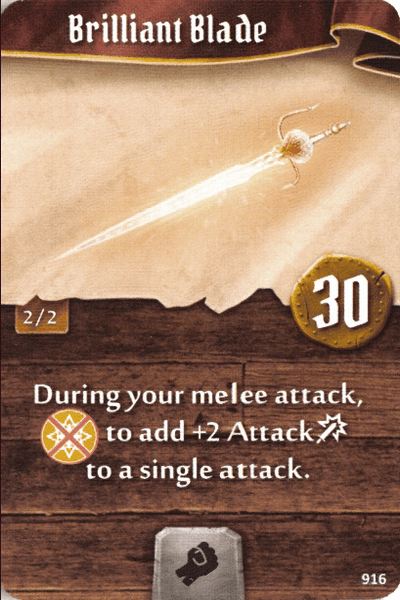 Brilliant Blade
2/2
30
During your melee attack,
to add +2 Attack
to a single attack.
916